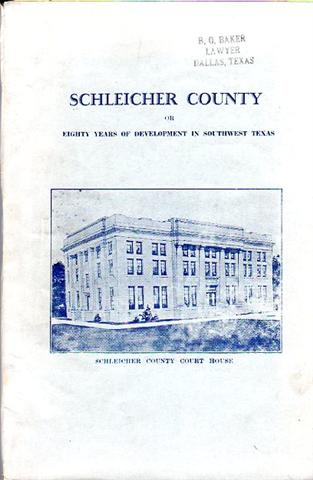 B. O. BAKER
LAWYER
DALLAS, TEXAS
SCHLEICHER COUNTY
OR
EIGHTY YEARS OF DEVELOPMENT IN SOUTHWEST TEXAS
SCHLEICHER COUNTY COURT HOUSE